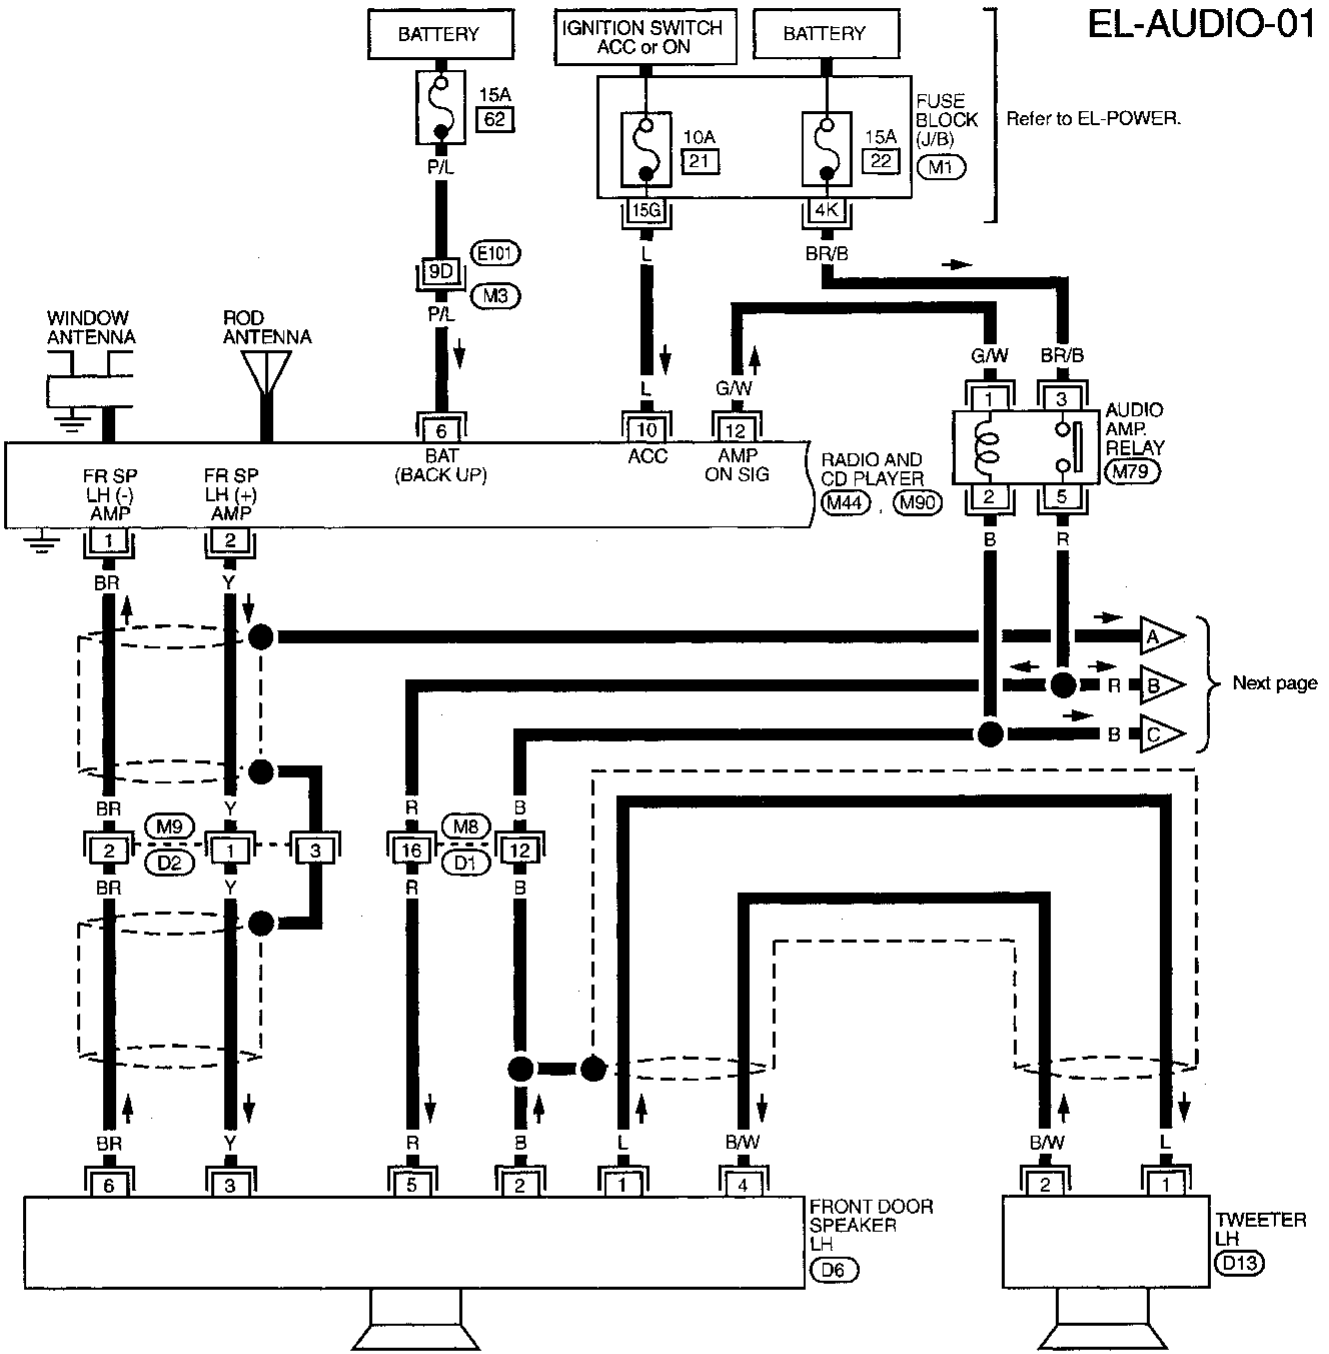 EL-AUDIO-01
BATTERY
IGNITION SWITCH
ACC or ON
BATTERY
15A
62
P/L
FUSE
BLOCK
(J/B)
M1
Refer to EL-POWER.
10A
21
15A
22
15G
4K
L
BR/B
9D
E101
M3
P/L
WINDOW
ANTENNA
ROD
ANTENNA
L
G/W
G/W
BR/B
6
10
12
1
3
BAT
(BACK UP)
ACC
AMP
ON SIG
AUDIO
AMP.
RELAY
M79
FR SP
LH (-)
AMP
FR SP
LH (+)
AMP
RADIO AND
CD PLAYER
M44 , M90
2
5
1
2
B
R
BR
Y
A
R
B
B
C
Next page
BR
Y
R
B
M9
M8
2
1
3
16
12
D2
D1
BR
Y
R
B
BR
Y
R
B
L
B/W
B/W
L
6
3
5
2
1
4
2
1
FRONT DOOR
SPEAKER
LH
D6
TWEETER
LH
D13